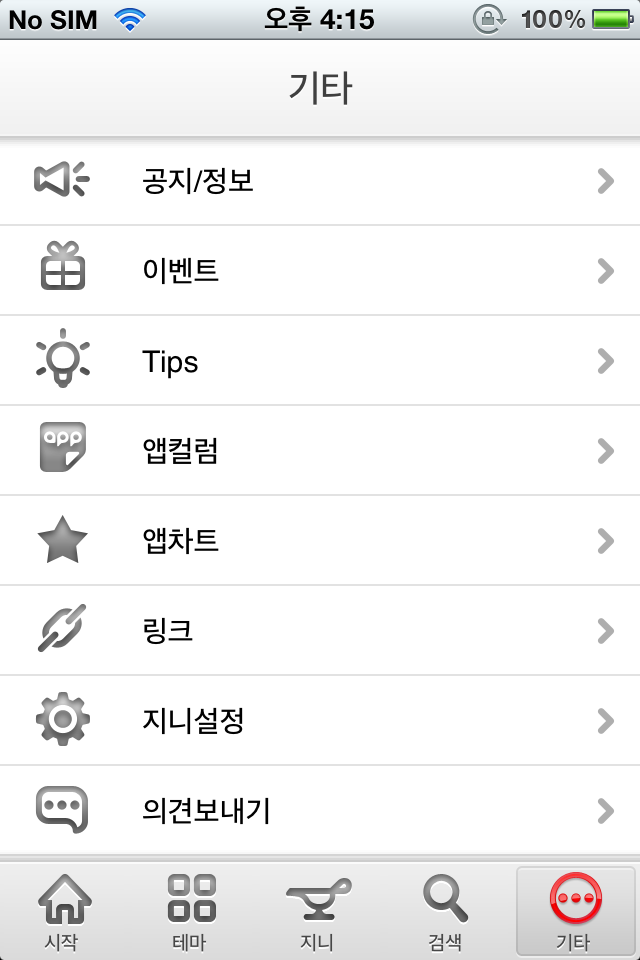 No SIM 오후 4:15 100%
기타
공지/정보
이벤트
Tips
app
앱컬럼
앱차트
링크
지니설정
의견보내기
시작 테마 지니 검색 기타